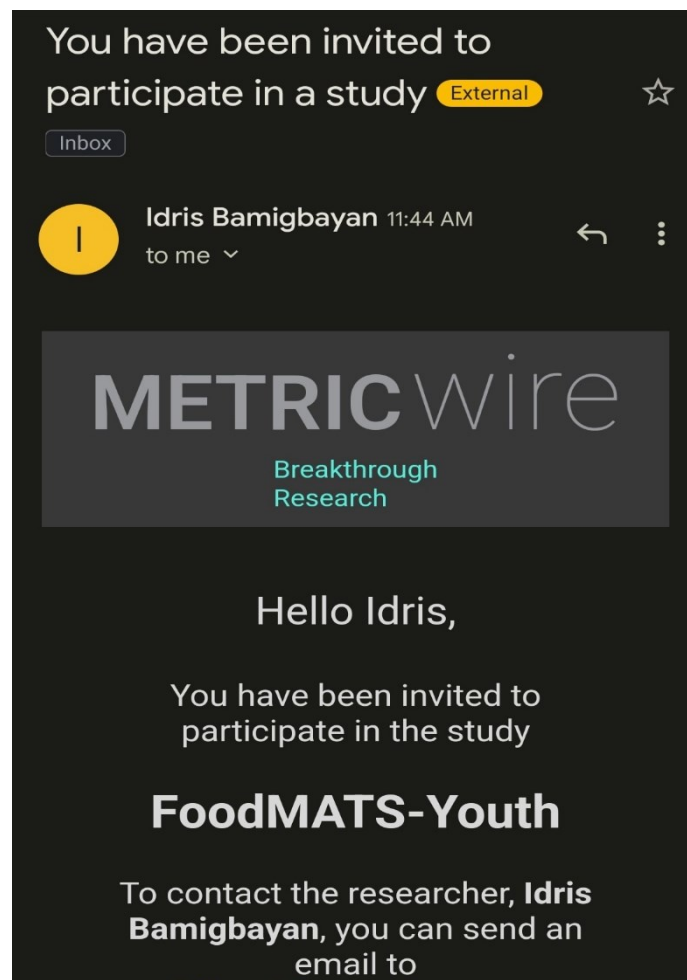 You have been invited to
participate in a study External
Inbox
I
Idris Bamigbayan 11:44 AM
to me
METRICwire
Breakthrough
Research
Hello Idris,
You have been invited to
participate in the study
FoodMATS-Youth
To contact the researcher, Idris
Bamigbayan, you can send an
email to